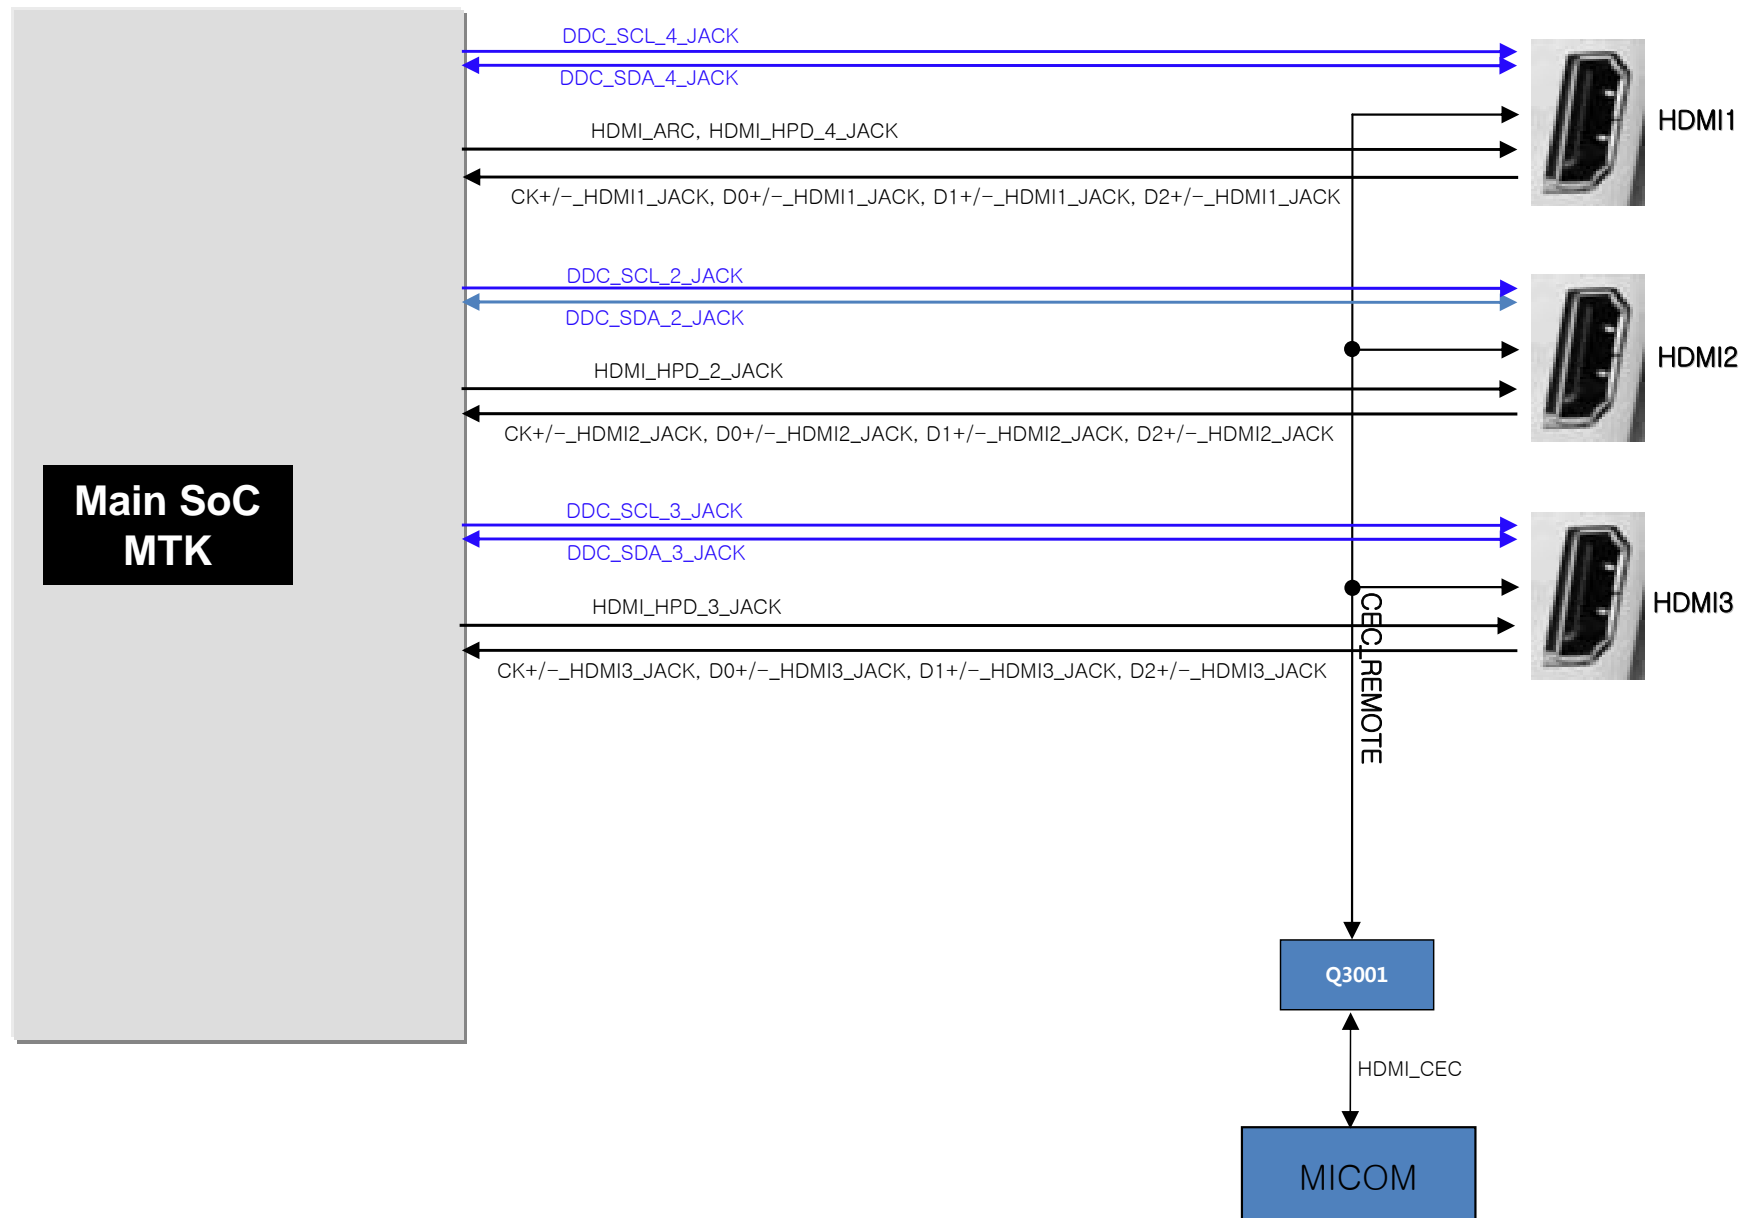 DDC_SCL_4_JACK
DDC_SDA_4_JACK
HDMI_ARC, HDMI_HPD_4_JACK
HDMI1
CK+/-_HDMI1_JACK, D0+/-_HDMI1_JACK, D1+/-_HDMI1_JACK, D2+/-_HDMI1_JACK
DDC_SCL_2_JACK
DDC_SDA_2_JACK
HDMI_HPD_2_JACK
HDMI2
CK+/-_HDMI2_JACK, D0+/-_HDMI2_JACK, D1+/-_HDMI2_JACK, D2+/-_HDMI2_JACK
Main SoC
MTK
DDC_SCL_3_JACK
DDC_SDA_3_JACK
HDMI_HPD_3_JACK
HDMI3
CK+/-_HDMI3_JACK, D0+/-_HDMI3_JACK, D1+/-_HDMI3_JACK, D2+/-_HDMI3_JACK
CEC_REMOTE
Q3001
HDMI_CEC
MICOM